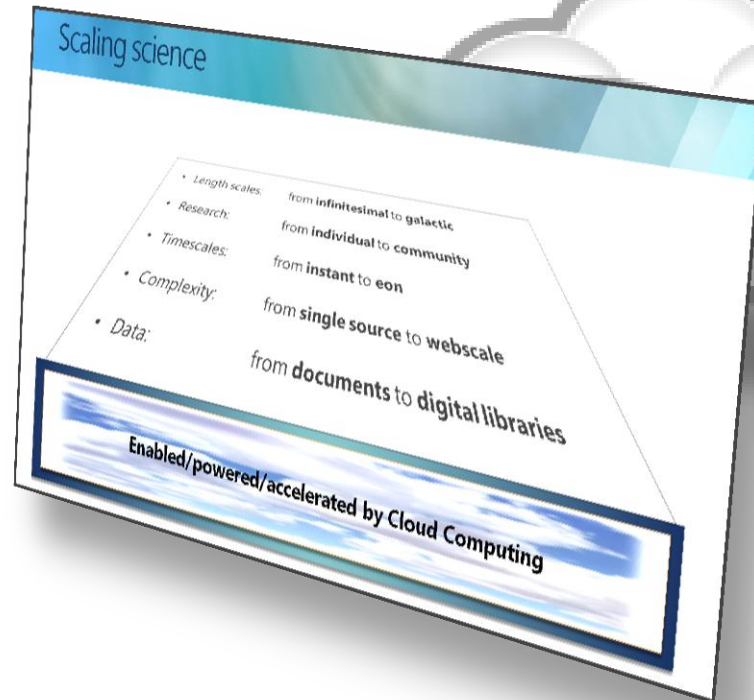 Scaling science
• Length scales: from infinitesimal to galactic
• Research: from individual to community
• Timescales: from instant to eon
• Complexity: from single source to webscale
• Data: from documents to digital libraries
Enabled/powered/accelerated by Cloud Computing